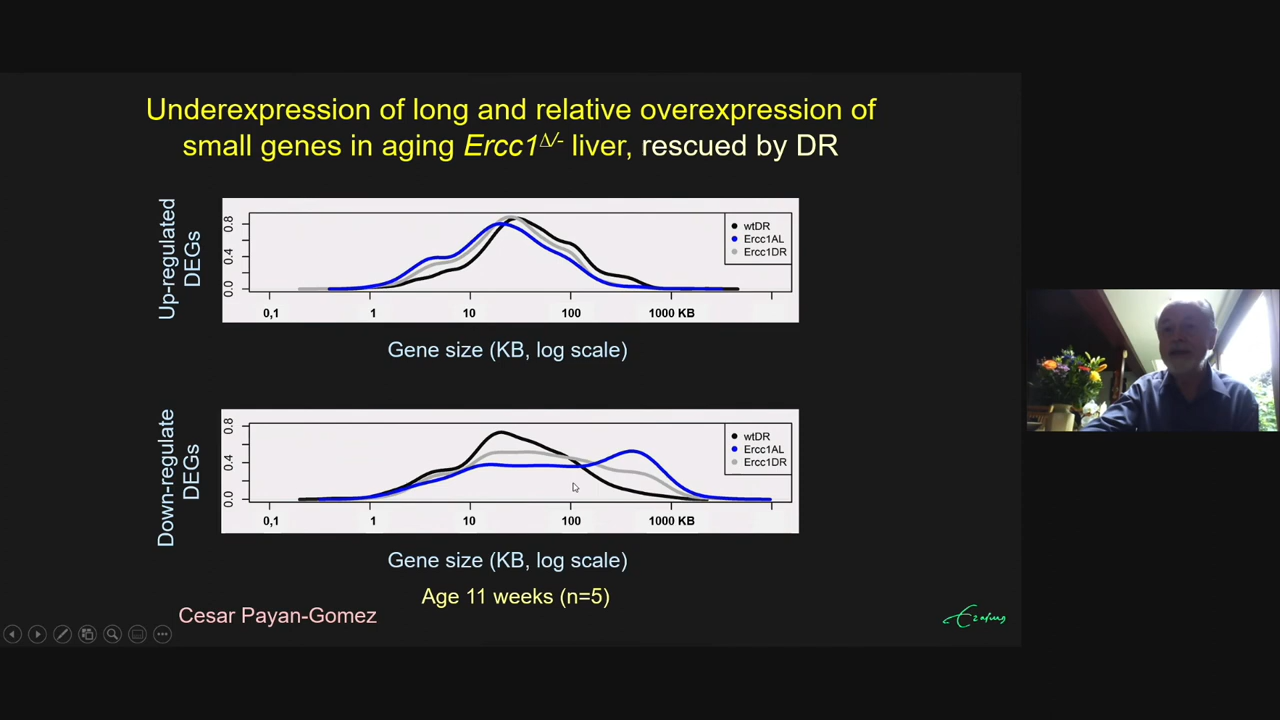 Underexpression of long and relative overexpression of
small genes in aging Ercc1Δ/- liver, rescued by DR
Up-regulated
DEGs
0.8
0.4
0.0
wtDR
Ercc1AL
Ercc1DR
0,1 1 10 100 1000 KB
Gene size (KB, log scale)
Down-regulate
DEGs
0.8
0.4
0.0
wtDR
Ercc1AL
Ercc1DR
0,1 1 10 100 1000 KB
Gene size (KB, log scale)
Age 11 weeks (n=5)
Cesar Payan-Gomez
Erafmg